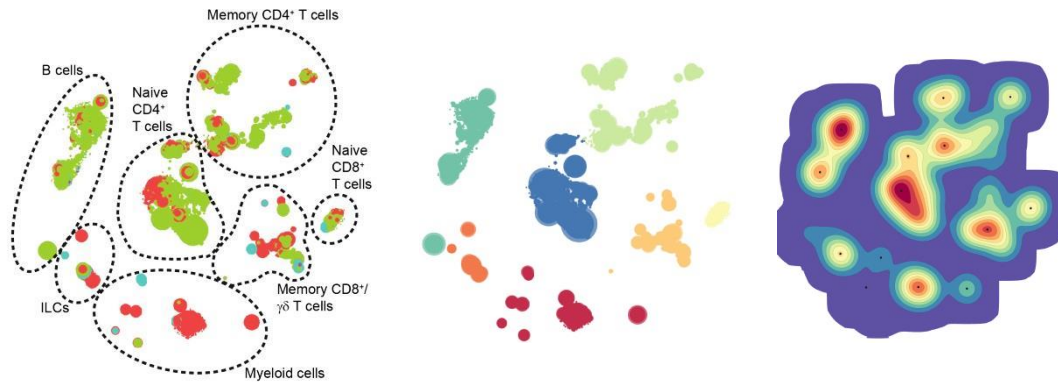 Memory CD4⁺ T cells
B cells
Naive
CD4⁺
T cells
Naive
CD8⁺
T cells
ILCs
Memory CD8⁺/
γδ T cells
Myeloid cells